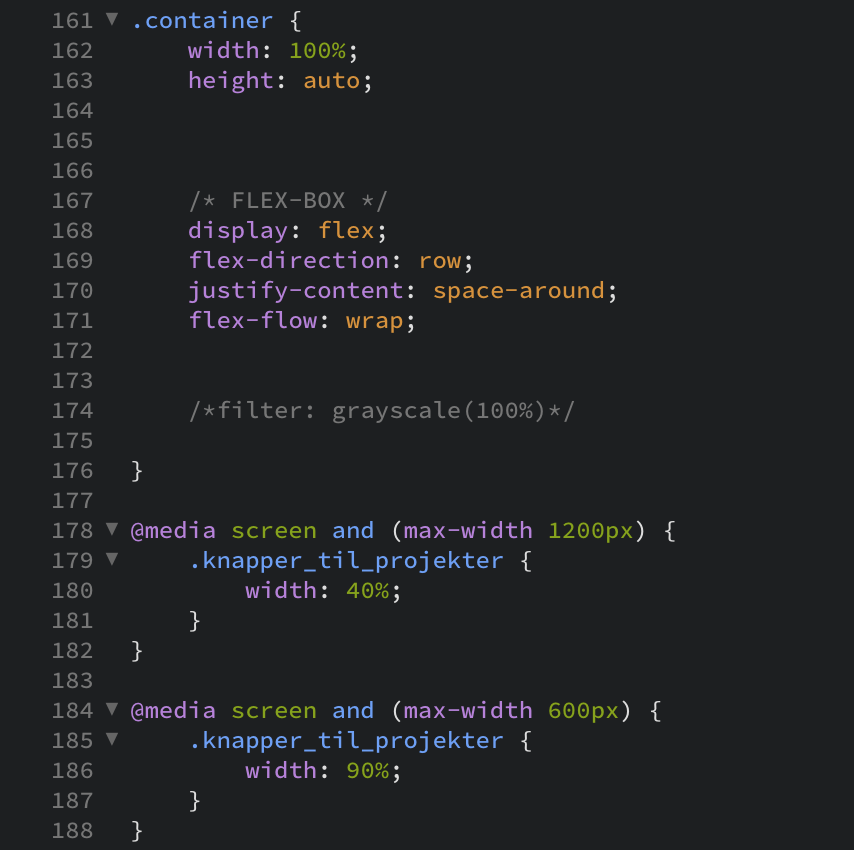 161 ▼ .container {
162 width: 100%;
163 height: auto;
164
165
166
167 /* FLEX-BOX */
168 display: flex;
169 flex-direction: row;
170 justify-content: space-around;
171 flex-flow: wrap;
172
173
174 /*filter: grayscale(100%)*/
175
176 }
177
178 ▼ @media screen and (max-width 1200px) {
179 ▼ .knapper_til_projekter {
180 width: 40%;
181 }
182 }
183
184 ▼ @media screen and (max-width 600px) {
185 ▼ .knapper_til_projekter {
186 width: 90%;
187 }
188 }